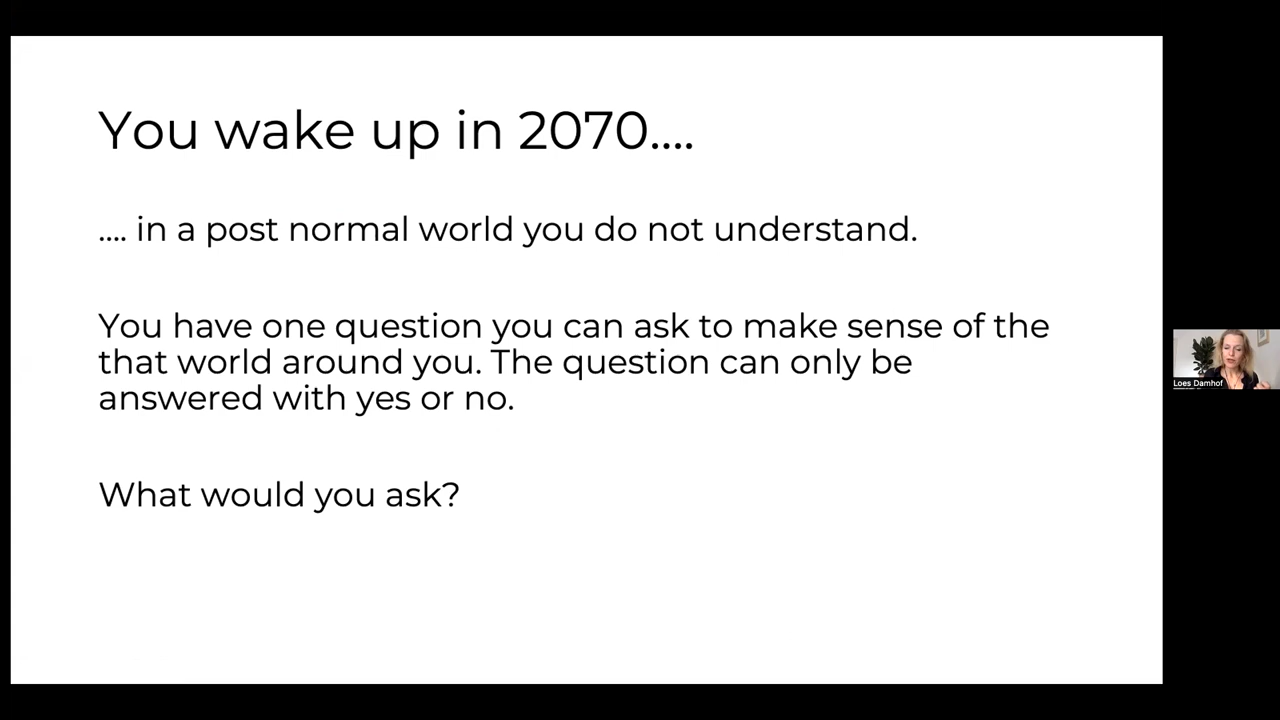 You wake up in 2070....
.... in a post normal world you do not understand.
You have one question you can ask to make sense of the
that world around you. The question can only be
answered with yes or no.
What would you ask?
Loes Damhof